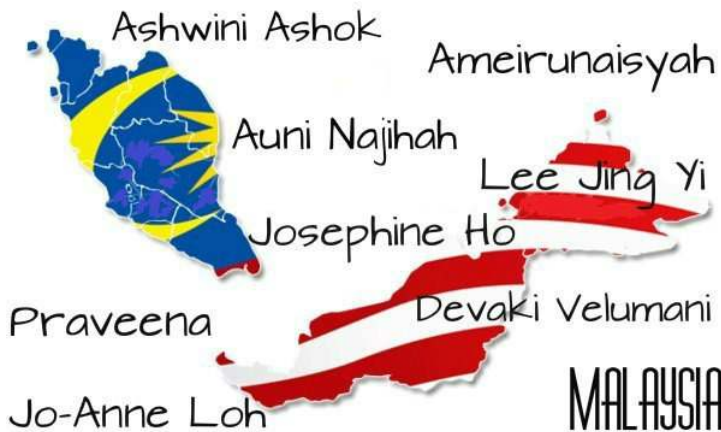 Ashwini Ashok
Ameirunaisyah
Auni Najihah
Lee Jing Yi
Josephine Ho
Devaki Velumani
Praveena
Jo-Anne Loh
MALAYSIA